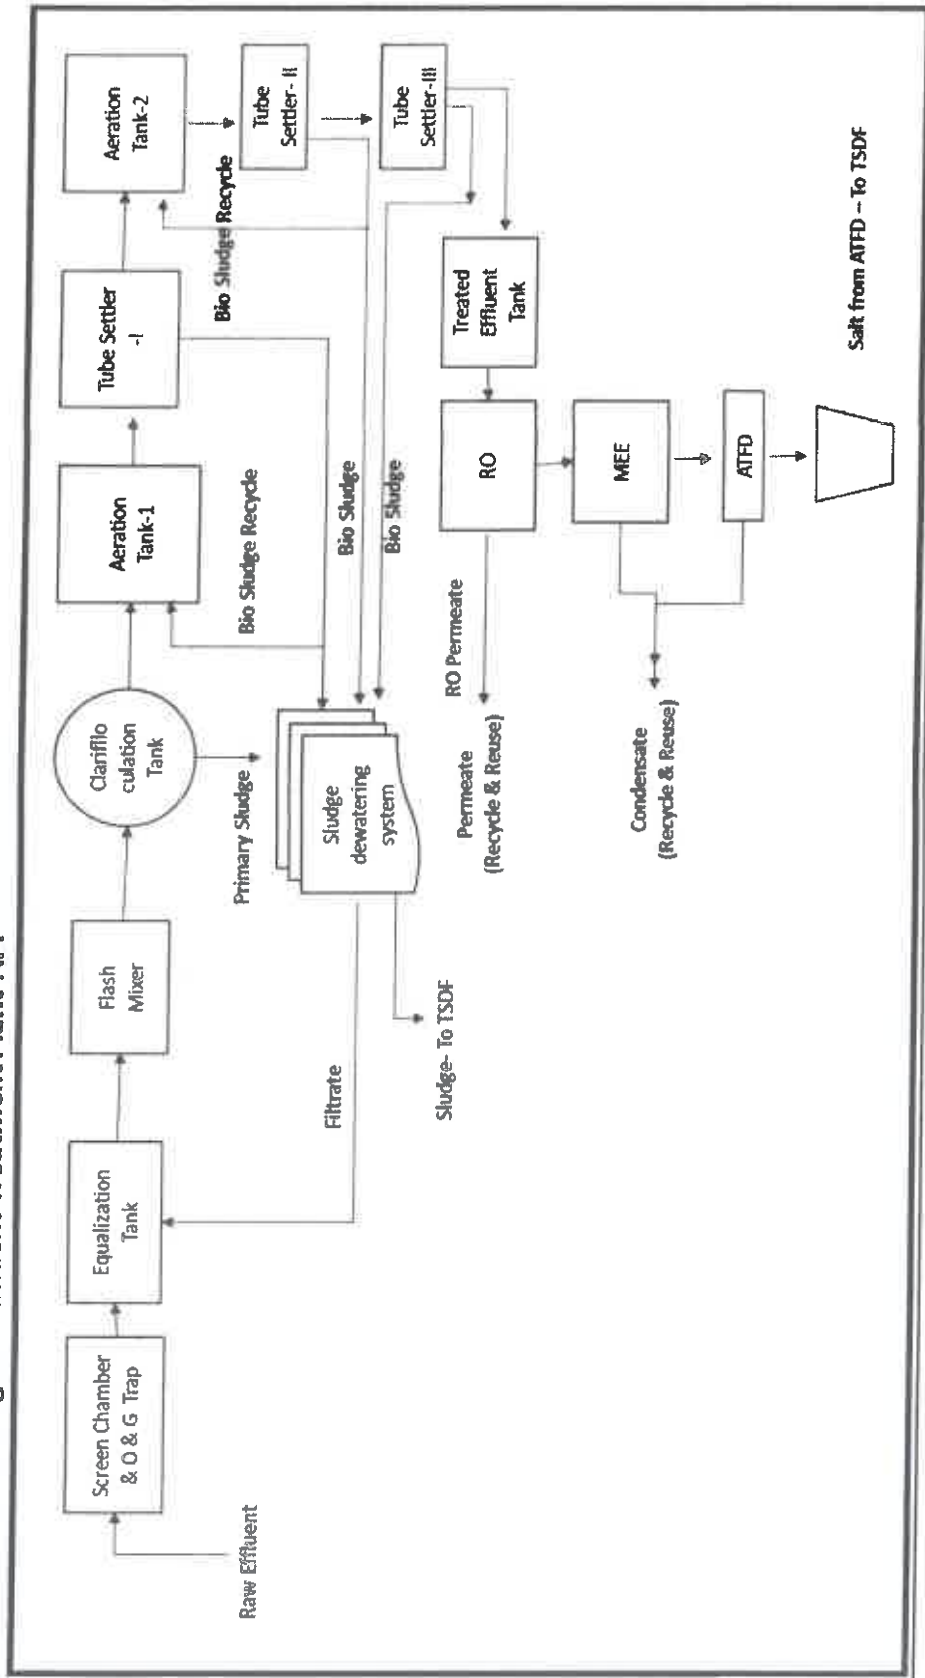 Raw Effluent
Screen Chamber
& O & G Trap
Equalization
Tank
Flash
Mixer
Clarifflo
culation
Tank
Aeration
Tank-1
Tube Settler
-I
Aeration
Tank-2
Tube
Settler- II
Tube
Settler-III
Bio Sludge Recycle
Bio Sludge Recycle
Primary Sludge
Bio Sludge
Bio Sludge
Sludge
dewatering
system
Filtrate
Sludge- To TSDF
Treated
Effluent
Tank
RO
RO Permeate
Permeate
(Recycle & Reuse)
MEE
Condensate
(Recycle & Reuse)
ATFD
Salt from ATFD – To TSDF